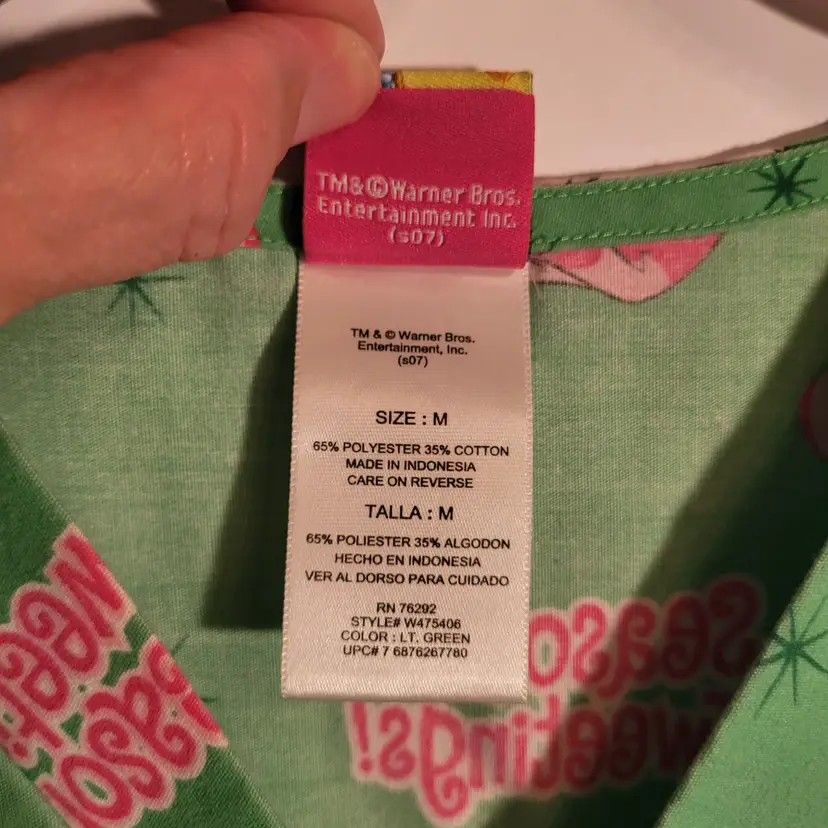 TM&©Warner Bros.
Entertainment Inc.
(s07)
TM & © Warner Bros.
Entertainment, Inc.
(s07)
SIZE : M
65% POLYESTER 35% COTTON
MADE IN INDONESIA
CARE ON REVERSE
TALLA : M
65% POLIESTER 35% ALGODON
HECHO EN INDONESIA
VER AL DORSO PARA CUIDADO
RN 76292
STYLE# W475406
COLOR : LT. GREEN
UPC# 7 6876267780
Season
Tweetings!